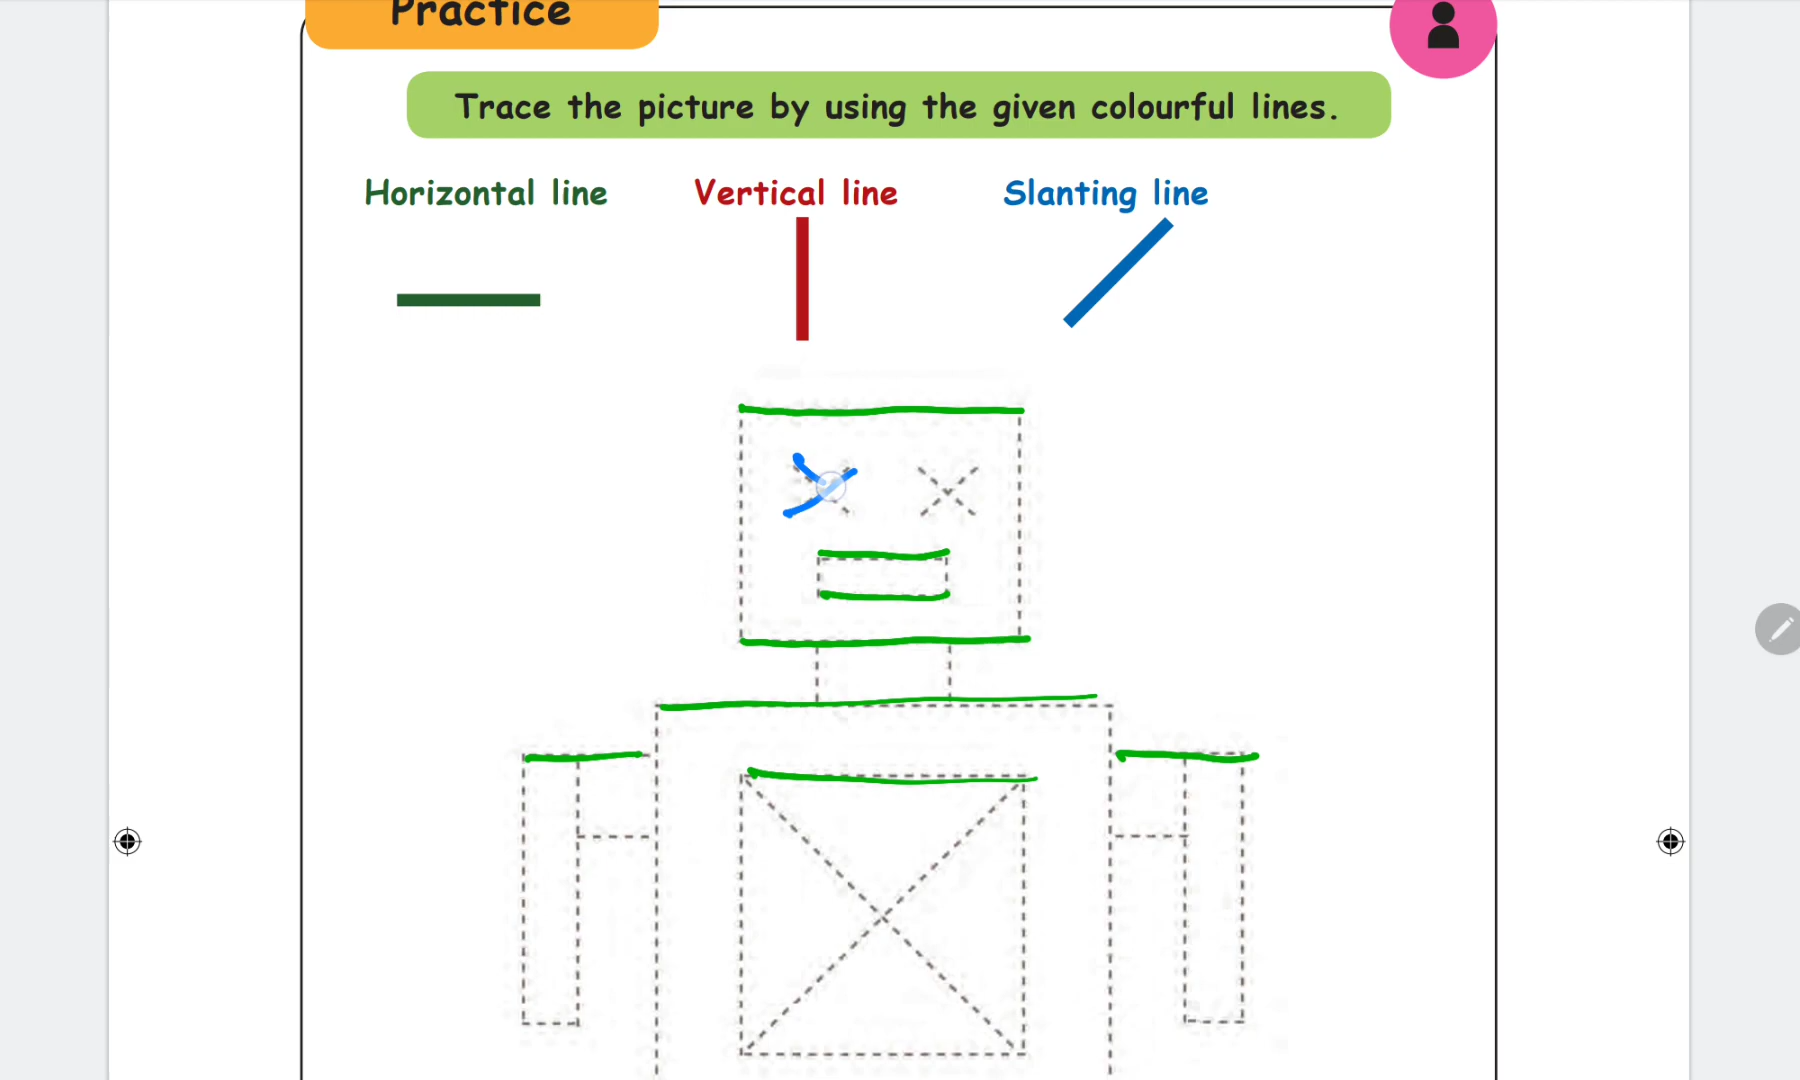 Practice
Trace the picture by using the given colourful lines.
Horizontal line
Vertical line
Slanting line